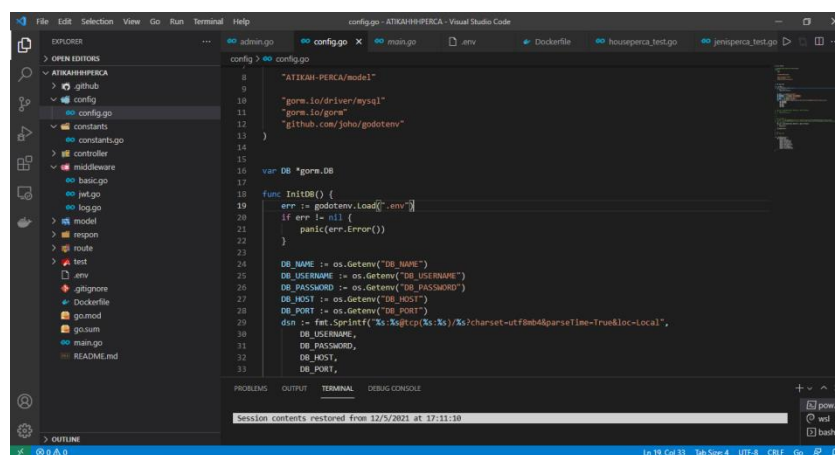 File Edit Selection View Go Run Terminal Help
config.go - ATIKAHHHPERCA - Visual Studio Code
EXPLORER ...
> OPEN EDITORS
ATIKAHHHPERCA
> .github
config
config.go
constants
constants.go
> controller
middleware
basic.go
jwt.go
log.go
> model
> respon
> route
> test
.env
.gitignore
Dockerfile
go.mod
go.sum
main.go
README.md
> OUTLINE
admin.go config.go X main.go .env Dockerfile houseperca_test.go jenisperca_test.go
config > config.go
8 "ATIKAH-PERCA/model"
9
10 "gorm.io/driver/mysql"
11 "gorm.io/gorm"
12 "github.com/joho/godotenv"
13 )
14
15
16 var DB *gorm.DB
17
18 func InitDB() {
19 err := godotenv.Load(".env")
20 if err != nil {
21 panic(err.Error())
22 }
23
24 DB_NAME := os.Getenv("DB_NAME")
25 DB_USERNAME := os.Getenv("DB_USERNAME")
26 DB_PASSWORD := os.Getenv("DB_PASSWORD")
27 DB_HOST := os.Getenv("DB_HOST")
28 DB_PORT := os.Getenv("DB_PORT")
29 dsn := fmt.Sprintf("%s:%s@tcp(%s:%s)/%s?charset=utf8mb4&parseTime=True&loc=Local",
30 DB_USERNAME,
31 DB_PASSWORD,
32 DB_HOST,
33 DB_PORT,
PROBLEMS OUTPUT TERMINAL DEBUG CONSOLE
Session contents restored from 12/5/2021 at 17:11:10
pow
wsl
bash
0 0 Ln 19, Col 33 Tab Size: 4 UTF-8 CRLF Go